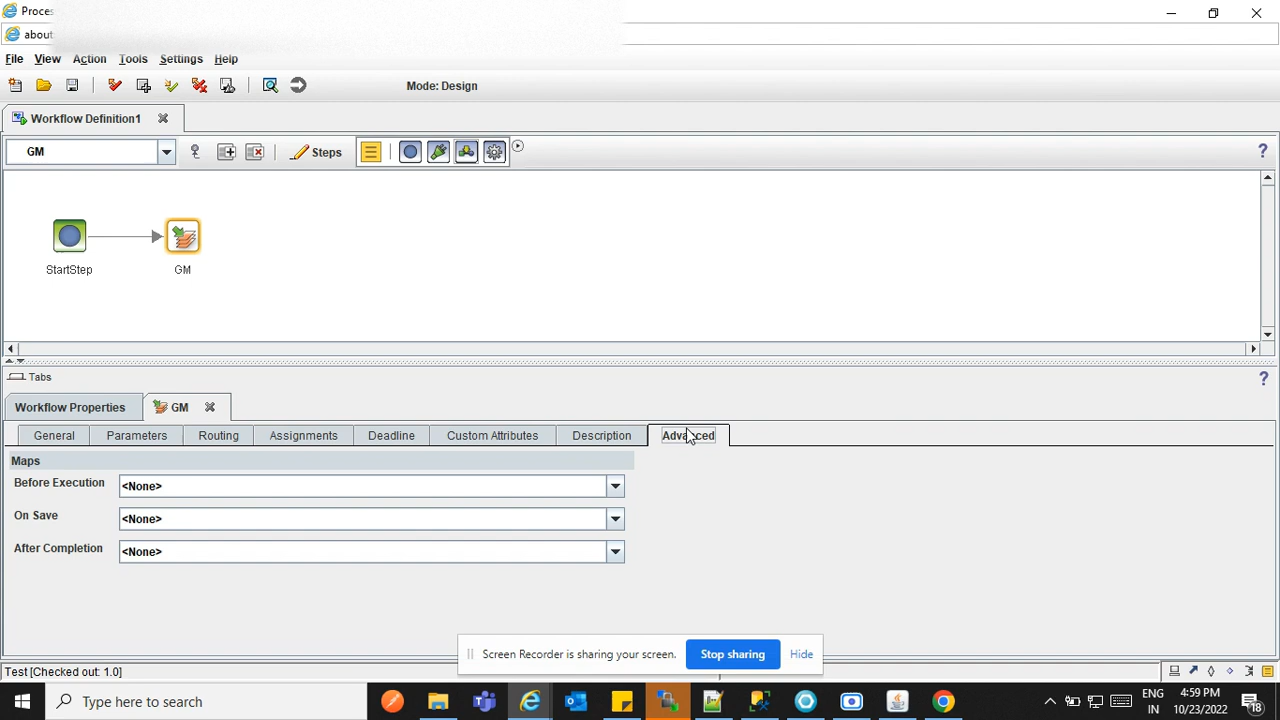 Proces
about
File View Action Tools Settings Help
Mode: Design
Workflow Definition1
GM
Steps
?
StartStep
GM
Tabs
?
Workflow Properties
GM
General Parameters Routing Assignments Deadline Custom Attributes Description Advanced
Maps
Before Execution <None>
On Save <None>
After Completion <None>
Screen Recorder is sharing your screen. Stop sharing Hide
Test [Checked out: 1.0]
Type here to search
ENG
IN
4:59 PM
10/23/2022
18